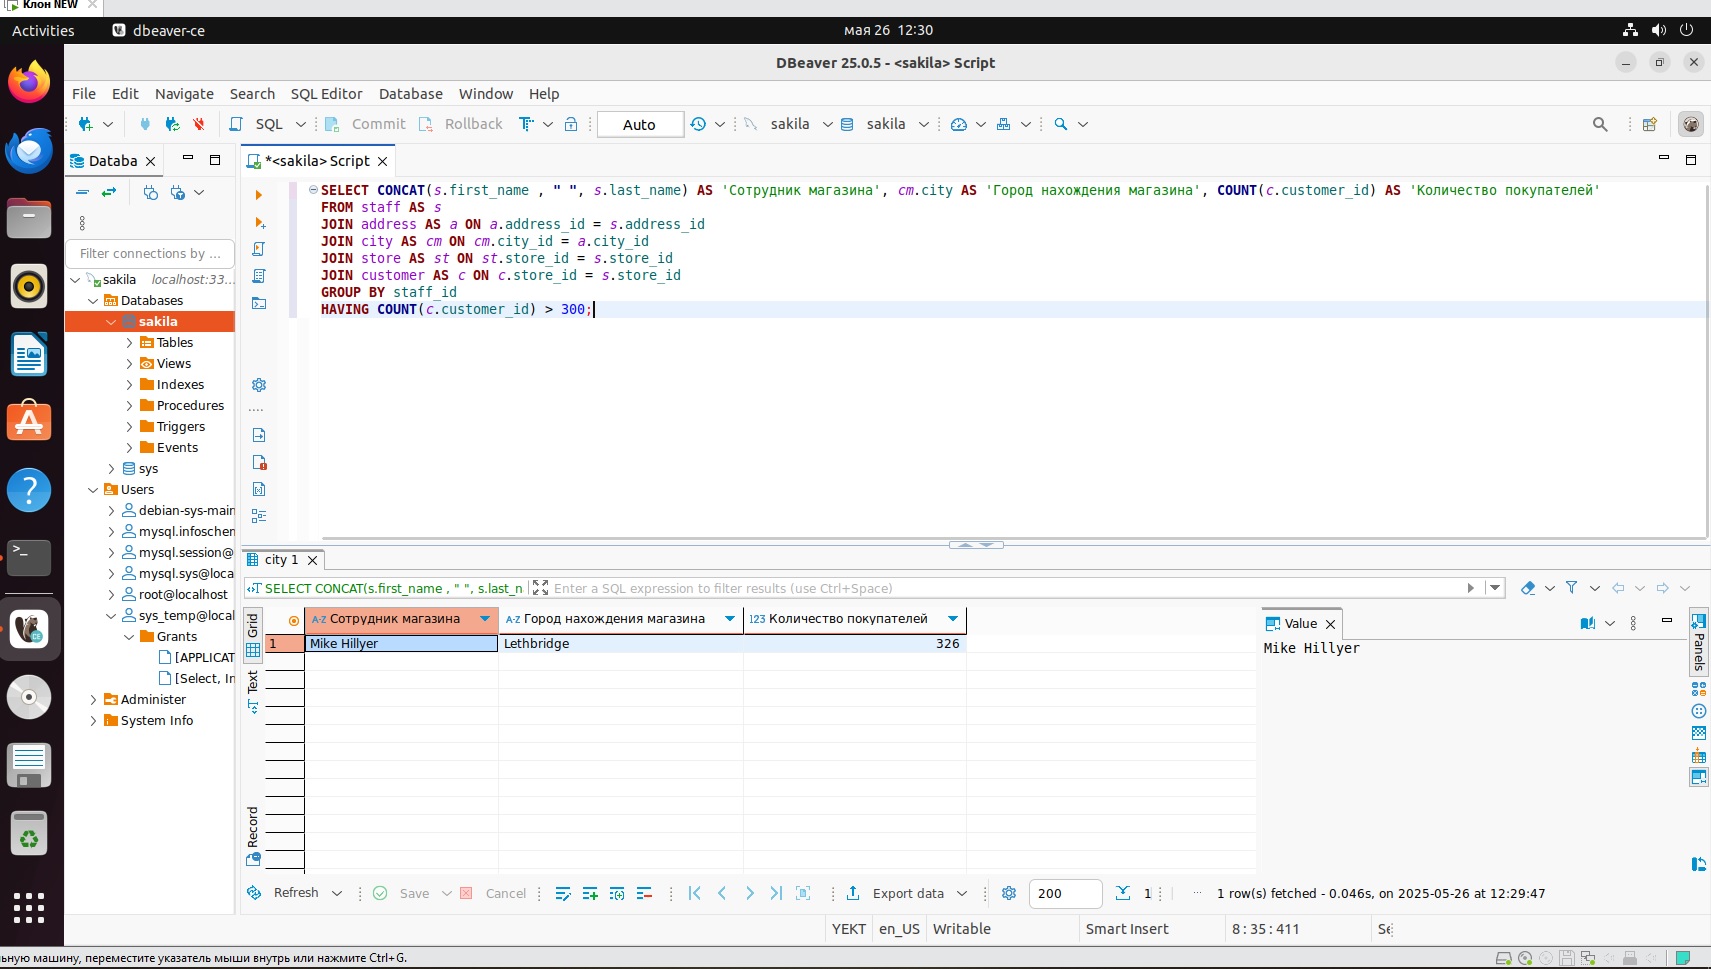 Клон NEW
Activities dbeaver-ce мая 26 12:30
DBeaver 25.0.5 - <sakila> Script
File Edit Navigate Search SQL Editor Database Window Help
SQL Commit Rollback Auto sakila sakila
Databa
*<sakila> Script
Filter connections by ...
sakila localhost:33...
Databases
sakila
Tables
Views
Indexes
Procedures
Triggers
Events
sys
Users
debian-sys-main
mysql.infoschem
mysql.session@
mysql.sys@loca
root@localhost
sys_temp@local
Grants
[APPLICAT
[Select, In
Administer
System Info
SELECT CONCAT(s.first_name , " ", s.last_name) AS 'Сотрудник магазина', cm.city AS 'Город нахождения магазина', COUNT(c.customer_id) AS 'Количество покупателей'
FROM staff AS s
JOIN address AS a ON a.address_id = s.address_id
JOIN city AS cm ON cm.city_id = a.city_id
JOIN store AS st ON st.store_id = s.store_id
JOIN customer AS c ON c.store_id = s.store_id
GROUP BY staff_id
HAVING COUNT(c.customer_id) > 300;
city 1
SELECT CONCAT(s.first_name , " ", s.last_n Enter a SQL expression to filter results (use Ctrl+Space)
Grid
Text
Record
A-Z Сотрудник магазина A-Z Город нахождения магазина 123 Количество покупателей
1 Mike Hillyer Lethbridge 326
Value
Mike Hillyer
Panels
Refresh Save Cancel Export data 200 1 ... 1 row(s) fetched - 0.046s, on 2025-05-26 at 12:29:47
YEKT en_US Writable Smart Insert 8 : 35 : 411
ьную машину, переместите указатель мыши внутрь или нажмите Ctrl+G.